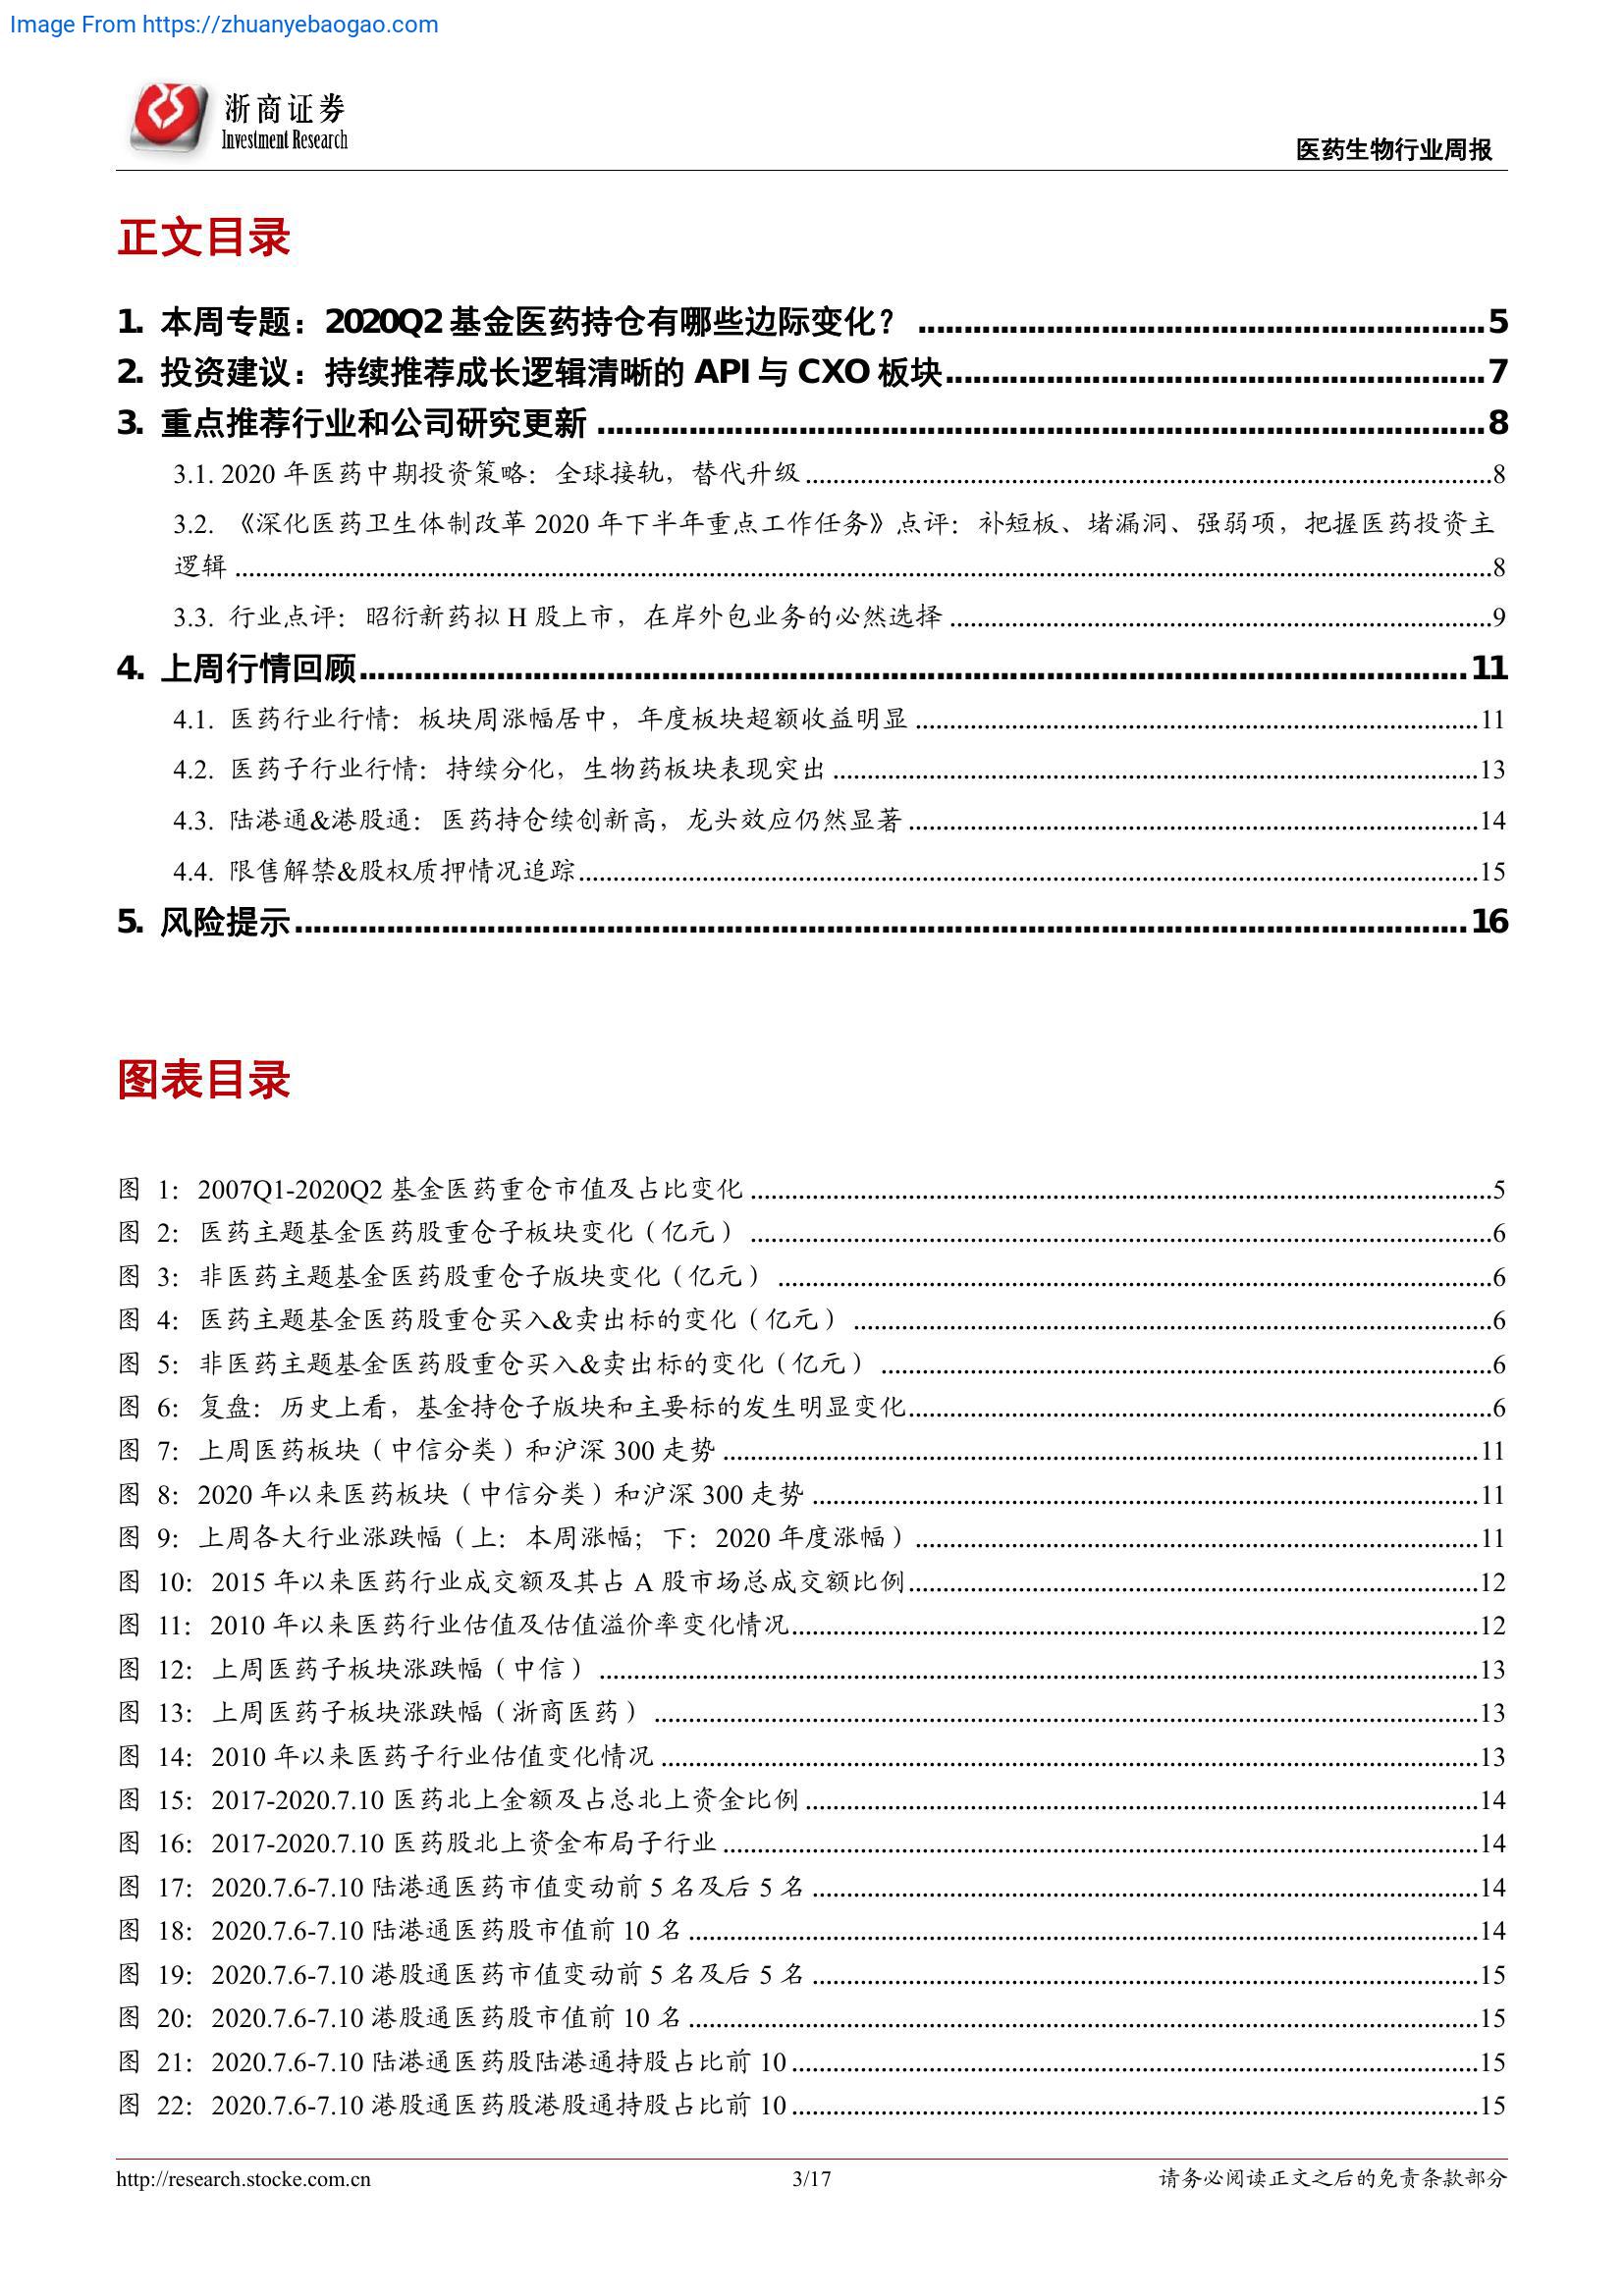 Image From https://zhuanyebaogao.com
浙商证券
Investment Research
医药生物行业周报
正文目录
1. 本周专题：2020Q2 基金医药持仓有哪些边际变化？ ........ 5
2. 投资建议：持续推荐成长逻辑清晰的 API 与 CXO 板块 ........ 7
3. 重点推荐行业和公司研究更新 ........ 8
3.1. 2020 年医药中期投资策略：全球接轨，替代升级 ........ 8
3.2. 《深化医药卫生体制改革 2020 年下半年重点工作任务》点评：补短板、堵漏洞、强弱项，把握医药投资主
逻辑 ........ 8
3.3. 行业点评：昭衍新药拟 H 股上市，在岸外包业务的必然选择 ........ 9
4. 上周行情回顾 ........ 11
4.1. 医药行业行情：板块周涨幅居中，年度板块超额收益明显 ........ 11
4.2. 医药子行业行情：持续分化，生物药板块表现突出 ........ 13
4.3. 陆港通&港股通：医药持仓续创新高，龙头效应仍然显著 ........ 14
4.4. 限售解禁&股权质押情况追踪 ........ 15
5. 风险提示 ........ 16
图表目录
图 1：2007Q1-2020Q2 基金医药重仓市值及占比变化 ........ 5
图 2：医药主题基金医药股重仓子板块变化（亿元） ........ 6
图 3：非医药主题基金医药股重仓子版块变化（亿元） ........ 6
图 4：医药主题基金医药股重仓买入&卖出标的变化（亿元） ........ 6
图 5：非医药主题基金医药股重仓买入&卖出标的变化（亿元） ........ 6
图 6：复盘：历史上看，基金持仓子版块和主要标的发生明显变化 ........ 6
图 7：上周医药板块（中信分类）和沪深 300 走势 ........ 11
图 8：2020 年以来医药板块（中信分类）和沪深 300 走势 ........ 11
图 9：上周各大行业涨跌幅（上：本周涨幅；下：2020 年度涨幅） ........ 11
图 10：2015 年以来医药行业成交额及其占 A 股市场总成交额比例 ........ 12
图 11：2010 年以来医药行业估值及估值溢价率变化情况 ........ 12
图 12：上周医药子板块涨跌幅（中信） ........ 13
图 13：上周医药子板块涨跌幅（浙商医药） ........ 13
图 14：2010 年以来医药子行业估值变化情况 ........ 13
图 15：2017-2020.7.10 医药北上金额及占总北上资金比例 ........ 14
图 16：2017-2020.7.10 医药股北上资金布局子行业 ........ 14
图 17：2020.7.6-7.10 陆港通医药市值变动前 5 名及后 5 名 ........ 14
图 18：2020.7.6-7.10 陆港通医药股市值前 10 名 ........ 14
图 19：2020.7.6-7.10 港股通医药市值变动前 5 名及后 5 名 ........ 15
图 20：2020.7.6-7.10 港股通医药股市值前 10 名 ........ 15
图 21：2020.7.6-7.10 陆港通医药股陆港通持股占比前 10 ........ 15
图 22：2020.7.6-7.10 港股通医药股港股通持股占比前 10 ........ 15
http://research.stocke.com.cn
3/17
请务必阅读正文之后的免责条款部分